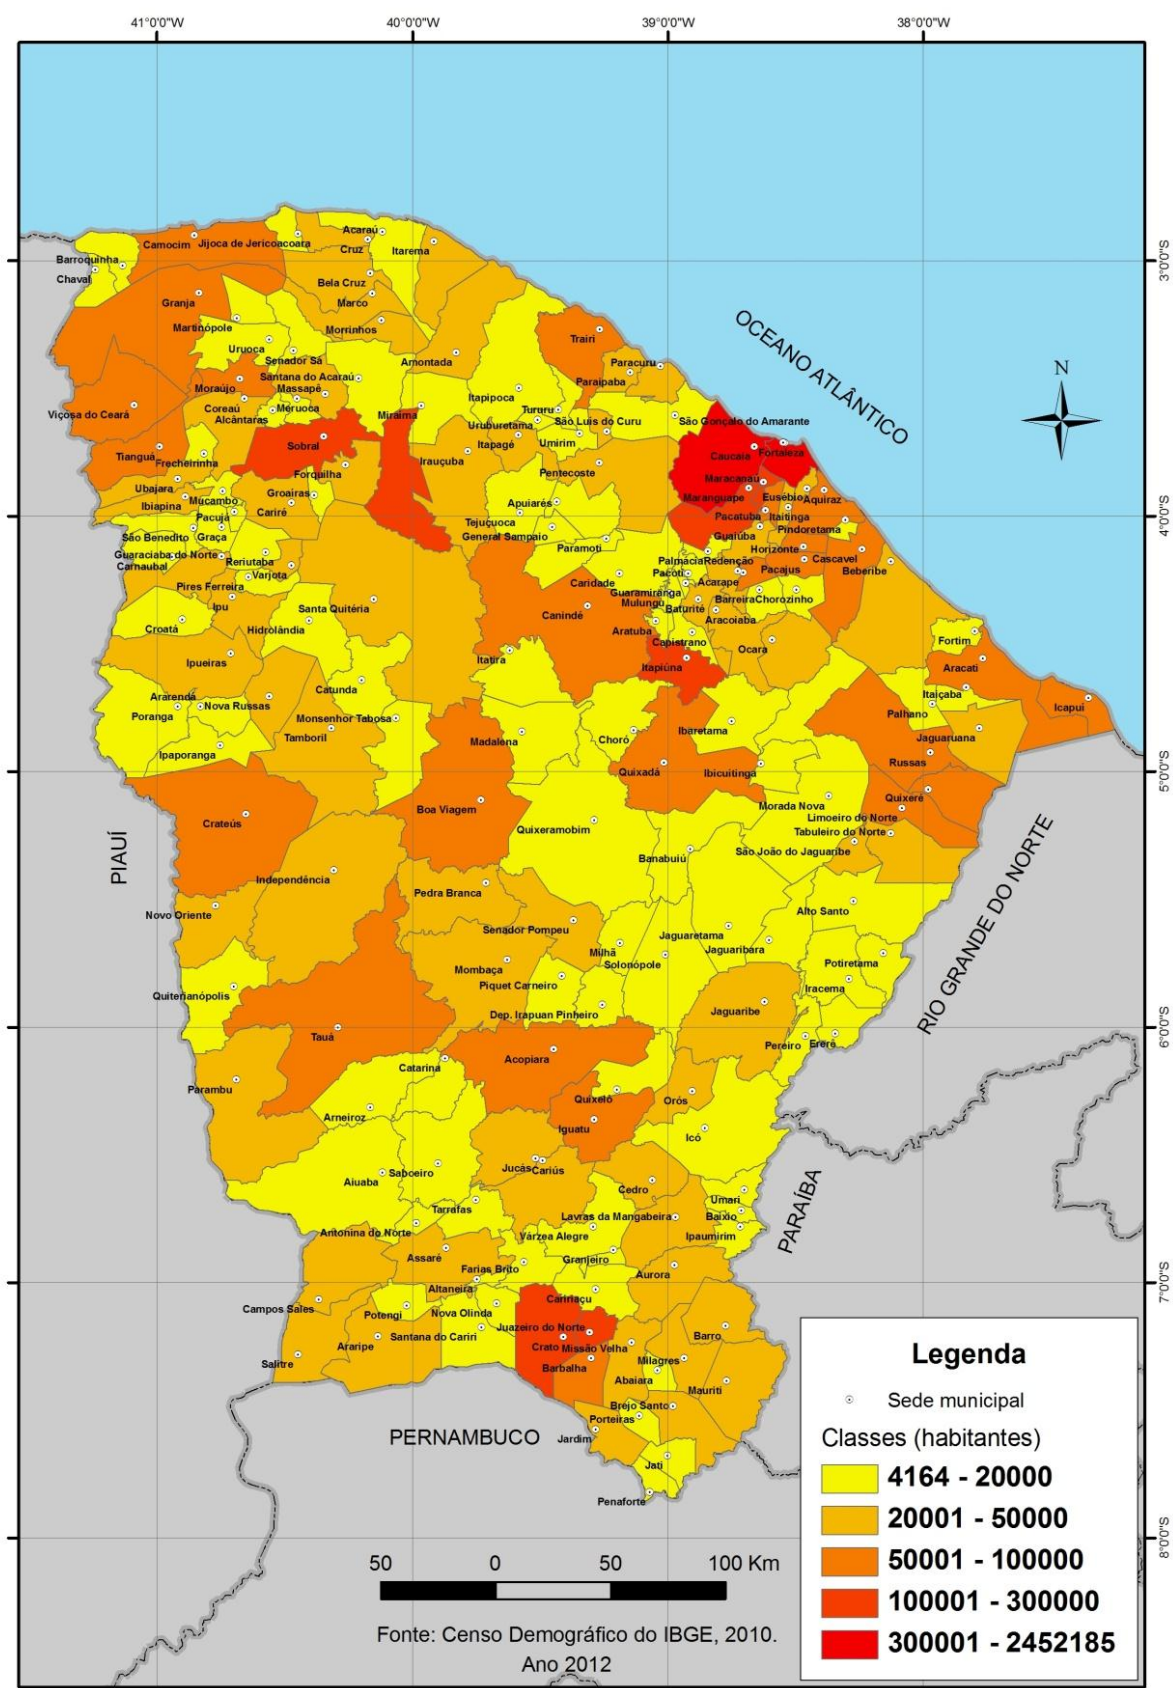 41°0'0"W 40°0'0"W 39°0'0"W 38°0'0"W
3°0'0"S
4°0'0"S
5°0'0"S
6°0'0"S
7°0'0"S
8°0'0"S
OCEANO ATLÂNTICO
N
PIAUÍ
RIO GRANDE DO NORTE
PARAÍBA
PERNAMBUCO
Acaraú
Camocim
Jijoca de Jericoacoara
Cruz
Itarema
Barroquinha
Chaval
Bela Cruz
Granja
Marco
Martinópole
Morrinhos
Uruoca
Senador Sá
Amontada
Trairi
Paracuru
Moraújo
Santana do Acaraú
Massapê
Paraipaba
Itapipoca
Viçosa do Ceará
Coreaú
Meruoca
Miraíma
Tururu
São Luis do Curu
São Gonçalo do Amarante
Alcântaras
Uruburetama
Sobral
Itapagé
Umirim
Tianguá
Frecheirinha
Irauçuba
Caucaia
Fortaleza
Forquilha
Pentecoste
Maracanaú
Ubajara
Groairas
Maranguape
Eusébio
Aquiraz
Ibiapina
Mucambo
Cariré
Apuiarés
Pacujá
Pacatuba
Itaitinga
Tejuçuoca
Pindoretama
São Benedito
Graça
General Sampaio
Guaiúba
Guaraciaba do Norte
Paramoti
Horizonte
Carnaubal
Reriutaba
Palmácia
Redenção
Cascavel
Varjota
Pacoti
Pacajus
Beberibe
Pires Ferreira
Caridade
Acarape
Guaramiranga
Barreira
Chorozinho
Ipu
Santa Quitéria
Mulungu
Baturité
Canindé
Aracoiaba
Croatá
Hidrolândia
Aratuba
Capistrano
Fortim
Ocara
Ipueiras
Itatira
Itapiúna
Aracati
Catunda
Itaiçaba
Ararendá
Nova Russas
Icapuí
Poranga
Monsenhor Tabosa
Palhano
Tamboril
Ibaretama
Madalena
Choró
Jaguaruana
Ipaporanga
Quixadá
Ibicuitinga
Russas
Quixeré
Boa Viagem
Morada Nova
Crateús
Limoeiro do Norte
Quixeramobim
Tabuleiro do Norte
Banabuiú
São João do Jaguaribe
Independência
Pedra Branca
Novo Oriente
Alto Santo
Senador Pompeu
Jaguaretama
Milhã
Jaguaribara
Solonópole
Potiretama
Mombaça
Piquet Carneiro
Iracema
Quiterianópolis
Dep. Irapuan Pinheiro
Jaguaribe
Tauá
Pereiro
Ererê
Acopiara
Catarina
Parambu
Quixelô
Orós
Arneiroz
Iguatu
Icó
Jucás
Cariús
Saboeiro
Aiuaba
Cedro
Umari
Tarrafas
Lavras da Mangabeira
Baixio
Antonina do Norte
Várzea Alegre
Ipaumirim
Assaré
Granjeiro
Farias Brito
Aurora
Altaneira
Campos Sales
Caririaçu
Potengi
Nova Olinda
Juazeiro do Norte
Santana do Cariri
Barro
Araripe
Crato
Missão Velha
Salitre
Barbalha
Milagres
Abaiara
Mauriti
Brejo Santo
Porteiras
Jardim
Jati
Penaforte
Legenda
Sede municipal
Classes (habitantes)
4164 - 20000
20001 - 50000
50001 - 100000
100001 - 300000
300001 - 2452185
50 0 50 100 Km
Fonte: Censo Demográfico do IBGE, 2010.
Ano 2012